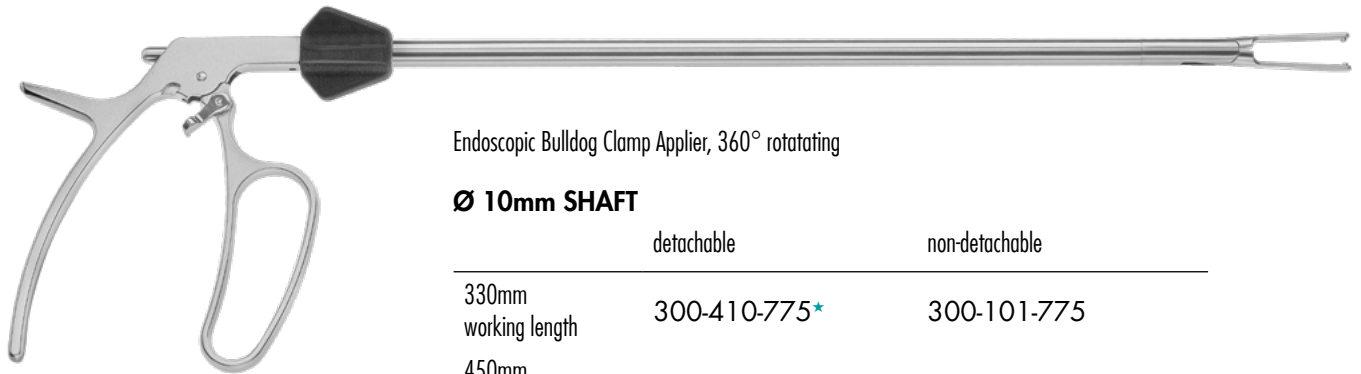 Endoscopic Bulldog Clamp Applier, 360° rotatating
Ø 10mm SHAFT
detachable non-detachable
330mm
working length 300-410-775★ 300-101-775
450mm